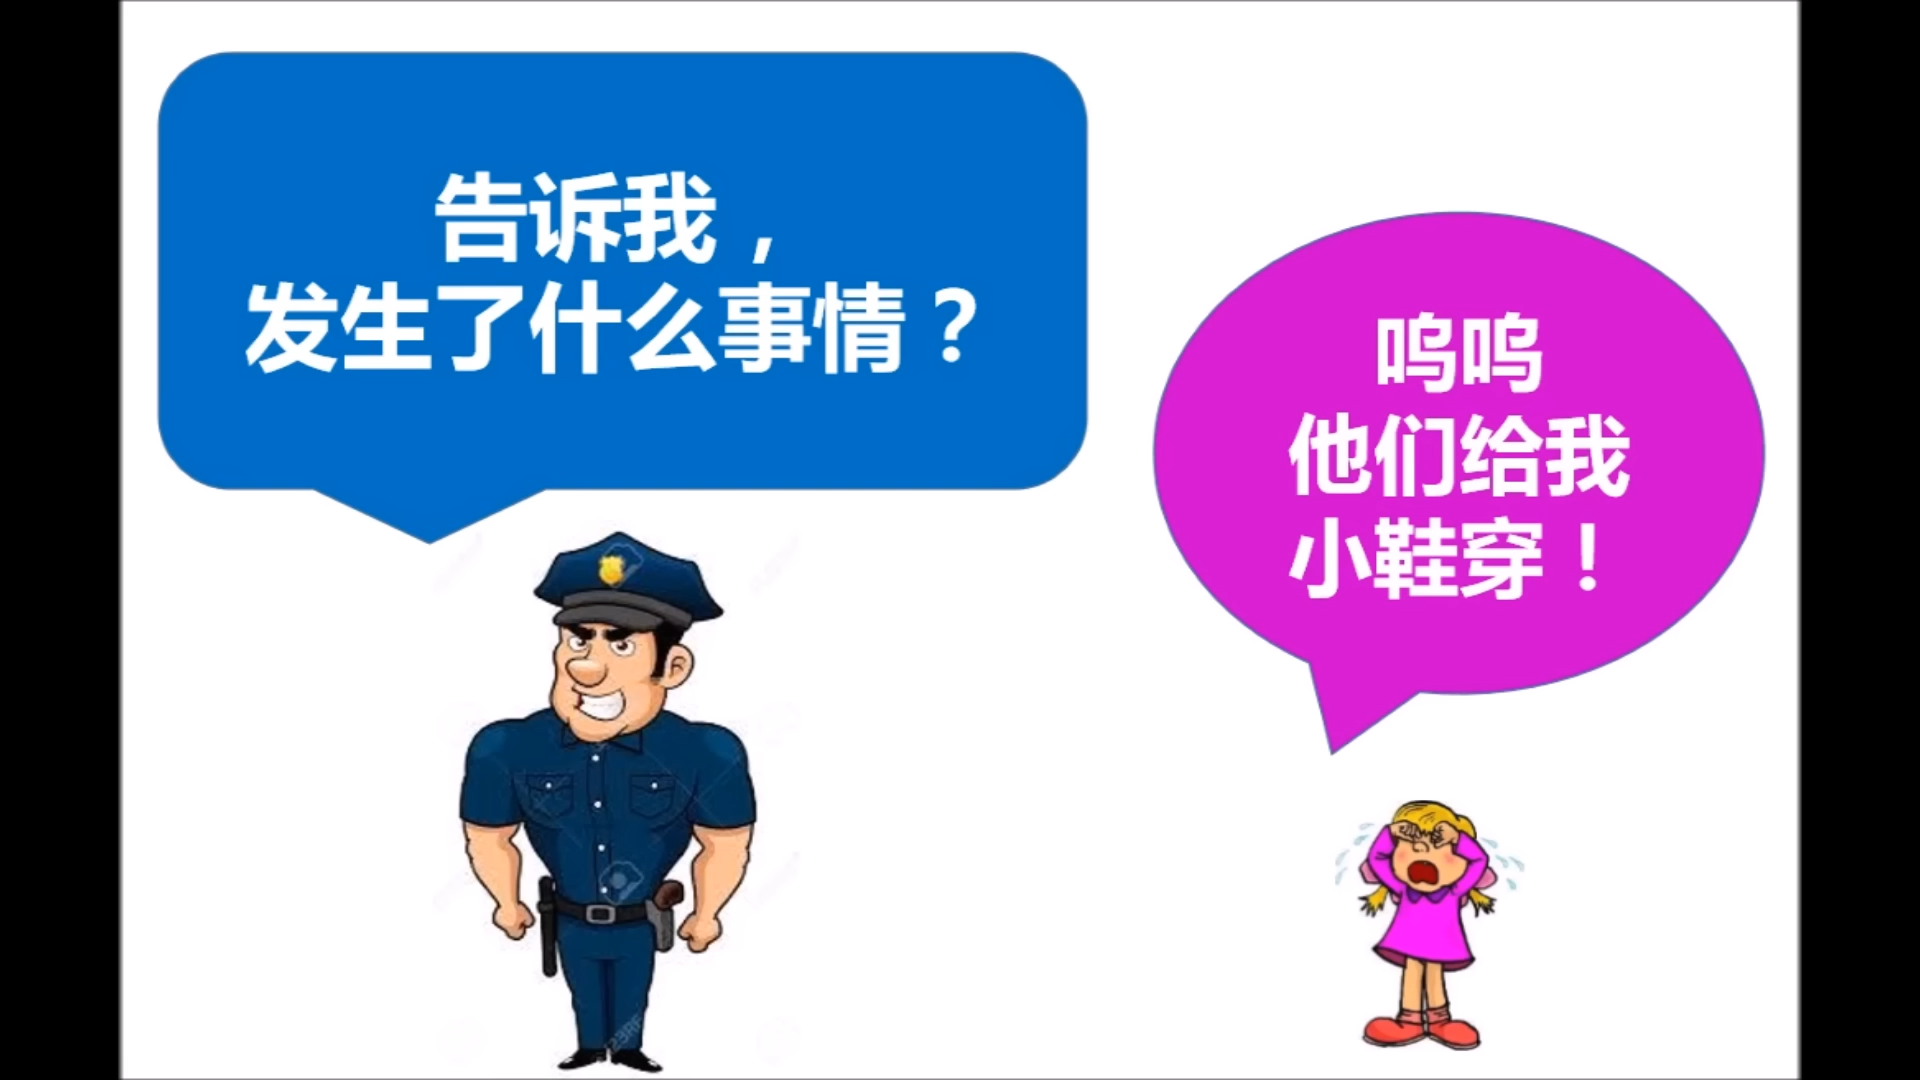 告诉我，
发生了什么事情？
呜呜
他们给我
小鞋穿！
123RF